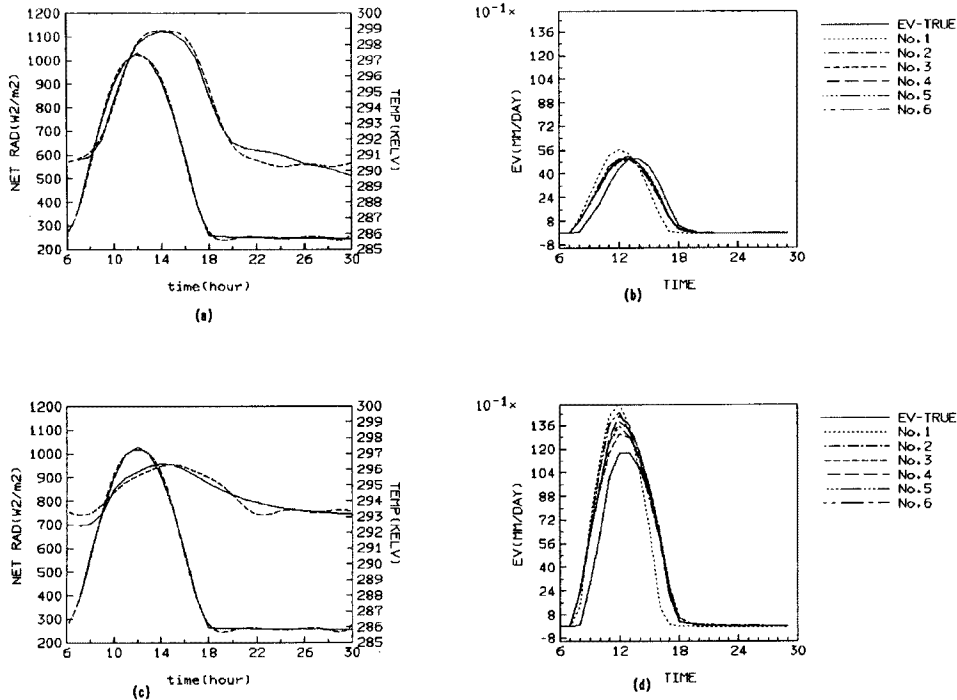 1200
1100
1000
900
800
700
600
500
400
300
200
NET RAD(W2/m2)
300
299
298
297
296
295
294
293
292
291
290
289
288
287
286
285
TEMP(KELV)
6 10 14 18 22 26 30
time(hour)
(a)
10⁻¹×
136
120
104
88
72
56
40
24
8
-8
EV(MM/DAY)
6 12 18 24 30
TIME
(b)
EV-TRUE
No.1
No.2
No.3
No.4
No.5
No.6
1200
1100
1000
900
800
700
600
500
400
300
200
NET RAD(W2/m2)
300
299
298
297
296
295
294
293
292
291
290
289
288
287
286
285
TEMP(KELV)
6 10 14 18 22 26 30
time(hour)
(c)
10⁻¹×
136
120
104
88
72
56
40
24
8
-8
EV(MM/DAY)
6 12 18 24 30
TIME
(d)
EV-TRUE
No.1
No.2
No.3
No.4
No.5
No.6